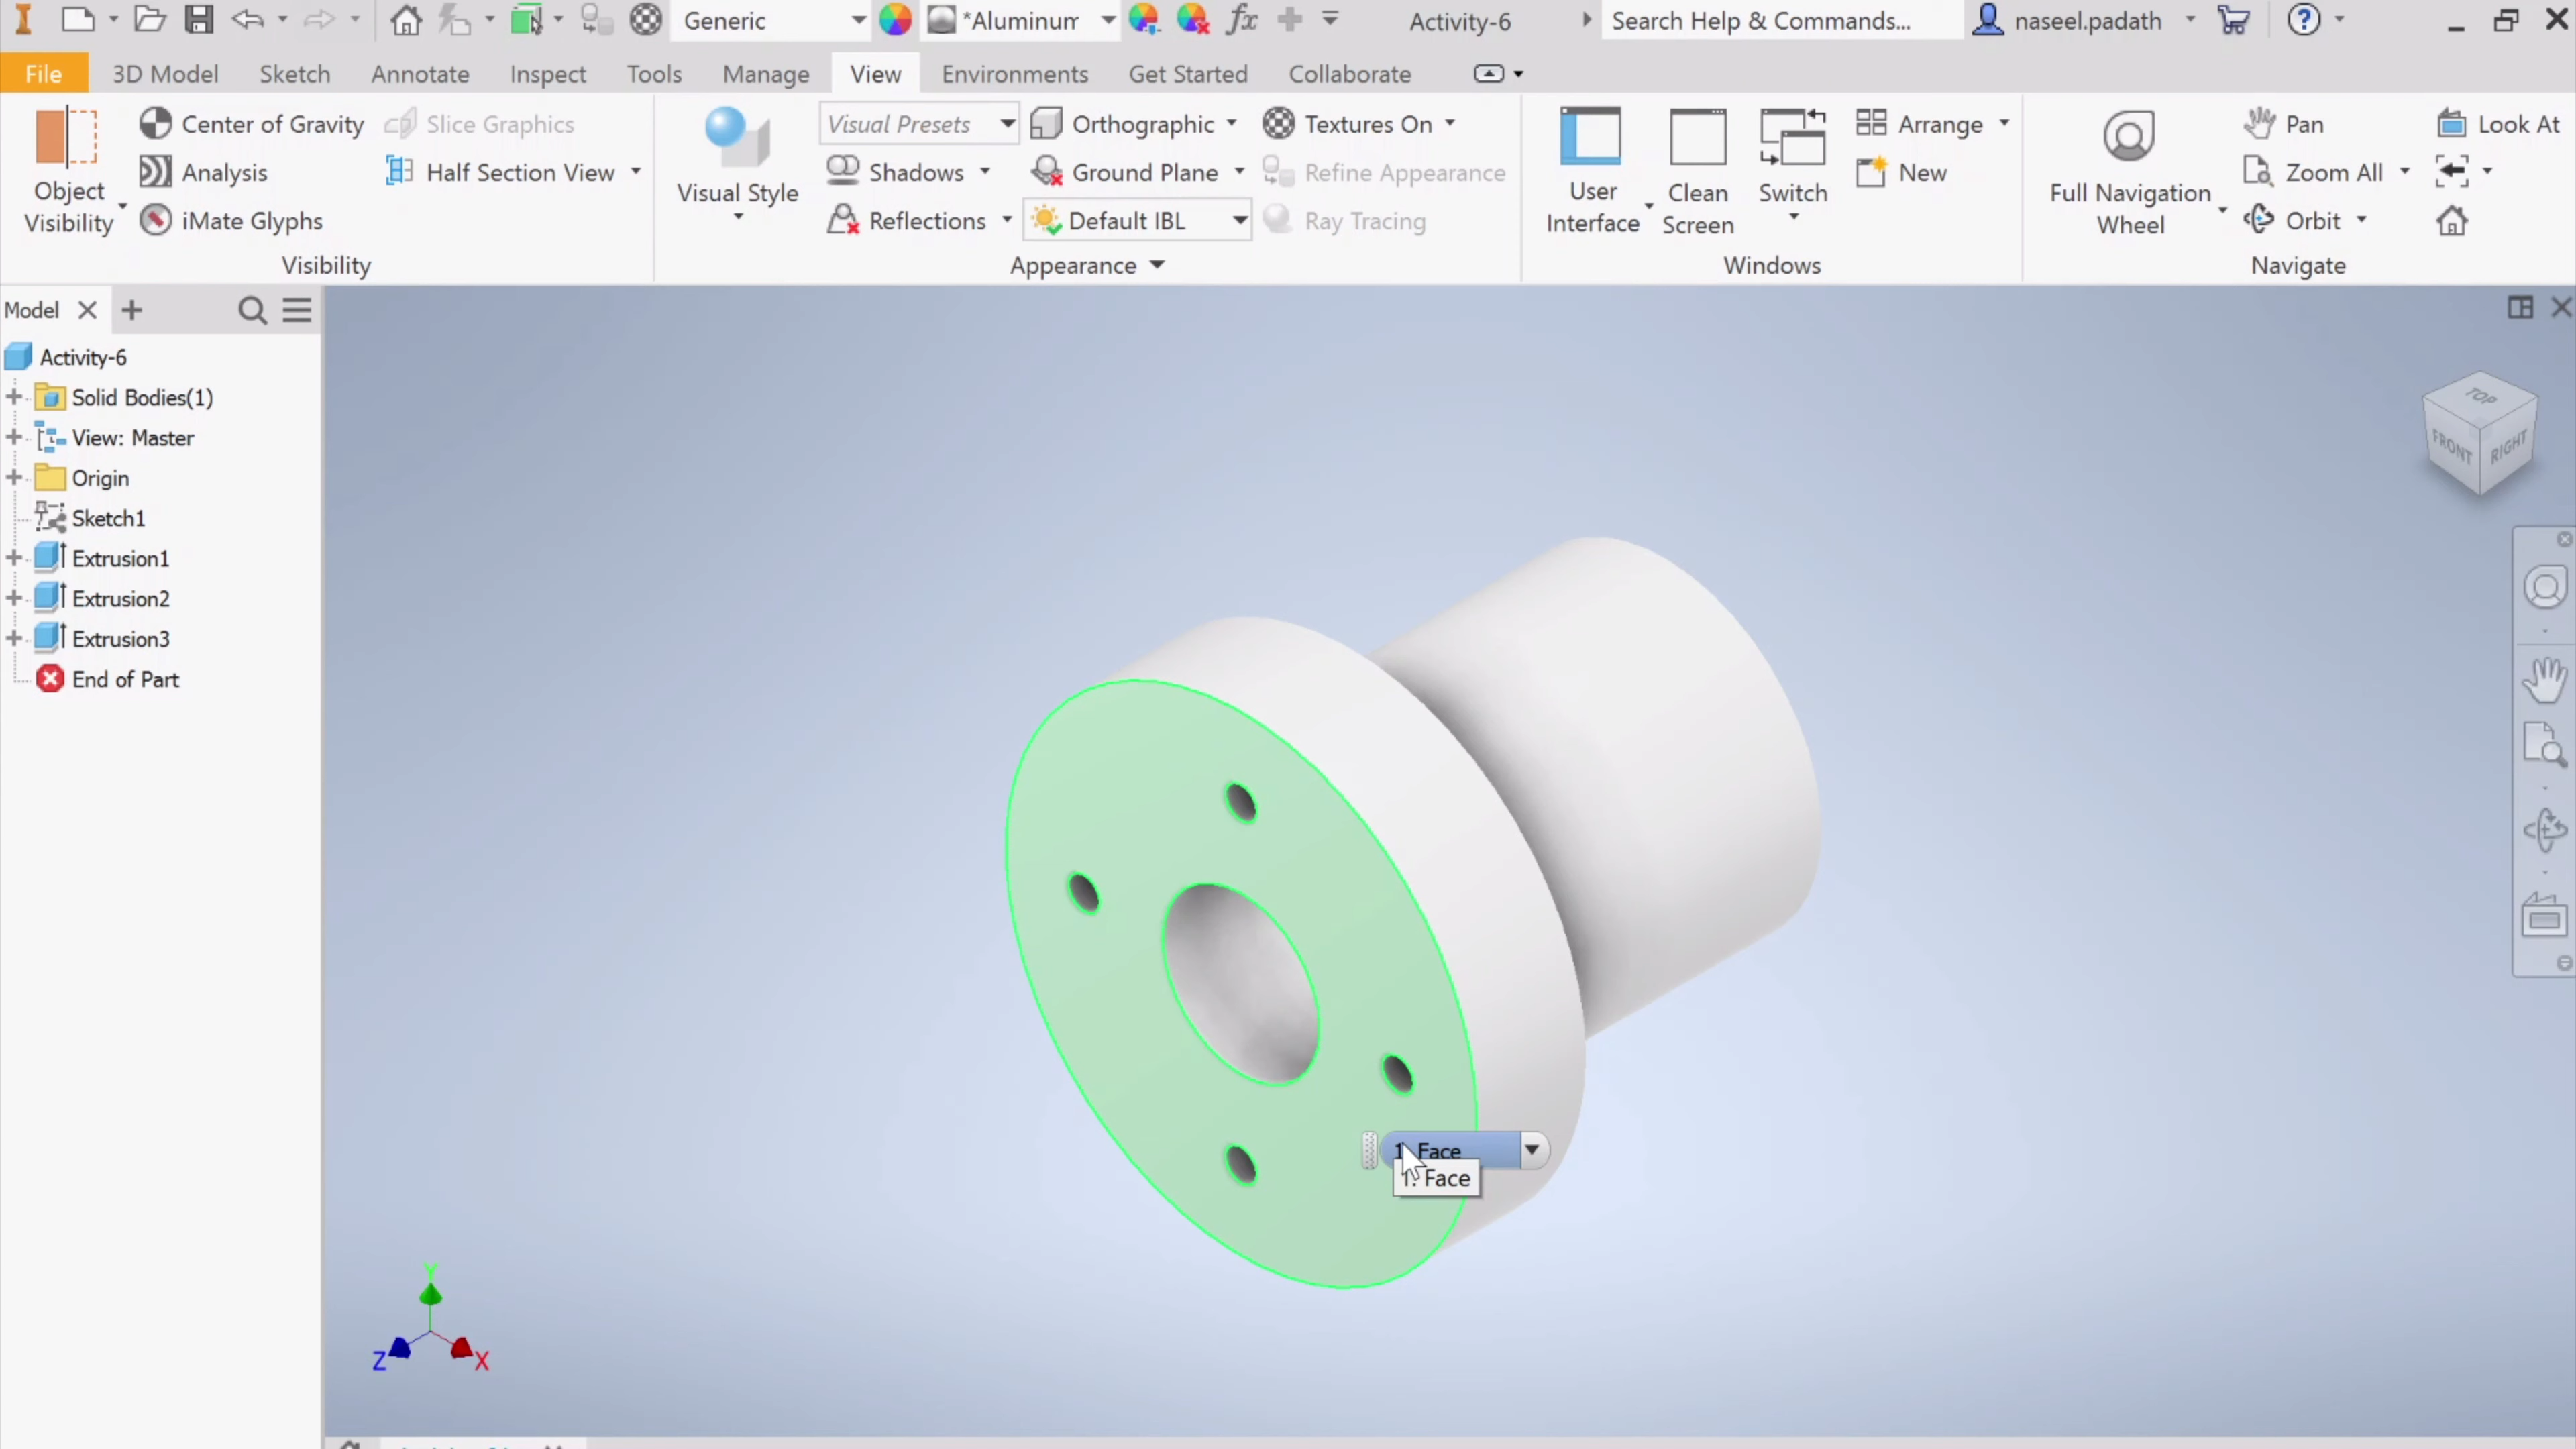 Generic
*Aluminum
fx
Activity-6
Search Help & Commands...
naseel.padath
File
3D Model
Sketch
Annotate
Inspect
Tools
Manage
View
Environments
Get Started
Collaborate
Object
Visibility
Center of Gravity
Slice Graphics
Analysis
Half Section View
iMate Glyphs
Visibility
Visual Style
Visual Presets
Orthographic
Textures On
Shadows
Ground Plane
Refine Appearance
Reflections
Default IBL
Ray Tracing
Appearance
User
Interface
Clean
Screen
Switch
Arrange
New
Windows
Full Navigation
Wheel
Pan
Zoom All
Orbit
Look At
Navigate
Model
Activity-6
Solid Bodies(1)
View: Master
Origin
Sketch1
Extrusion1
Extrusion2
Extrusion3
End of Part
TOP
FRONT
RIGHT
1. Face
1. Face
Y
Z
X